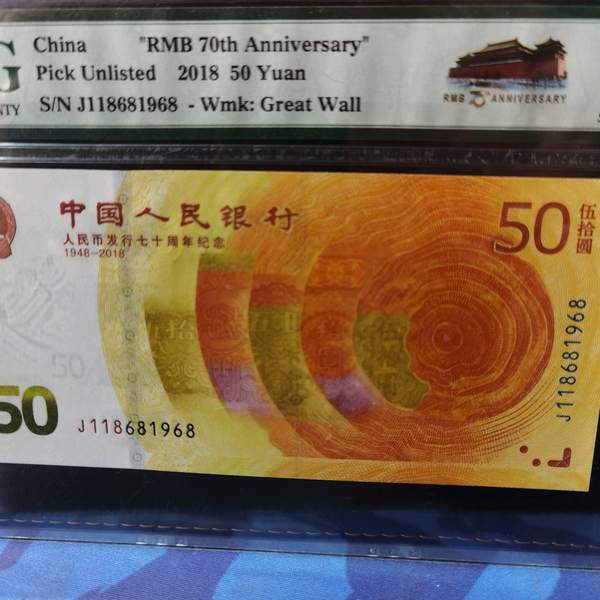 China "RMB 70th Anniversary"
Pick Unlisted 2018 50 Yuan
S/N J118681968 - Wmk: Great Wall
RMB 70th ANNIVERSARY
中国人民银行
人民币发行七十周年纪念
1948-2018
50
伍拾圆
50
50
J118681968
J118681968